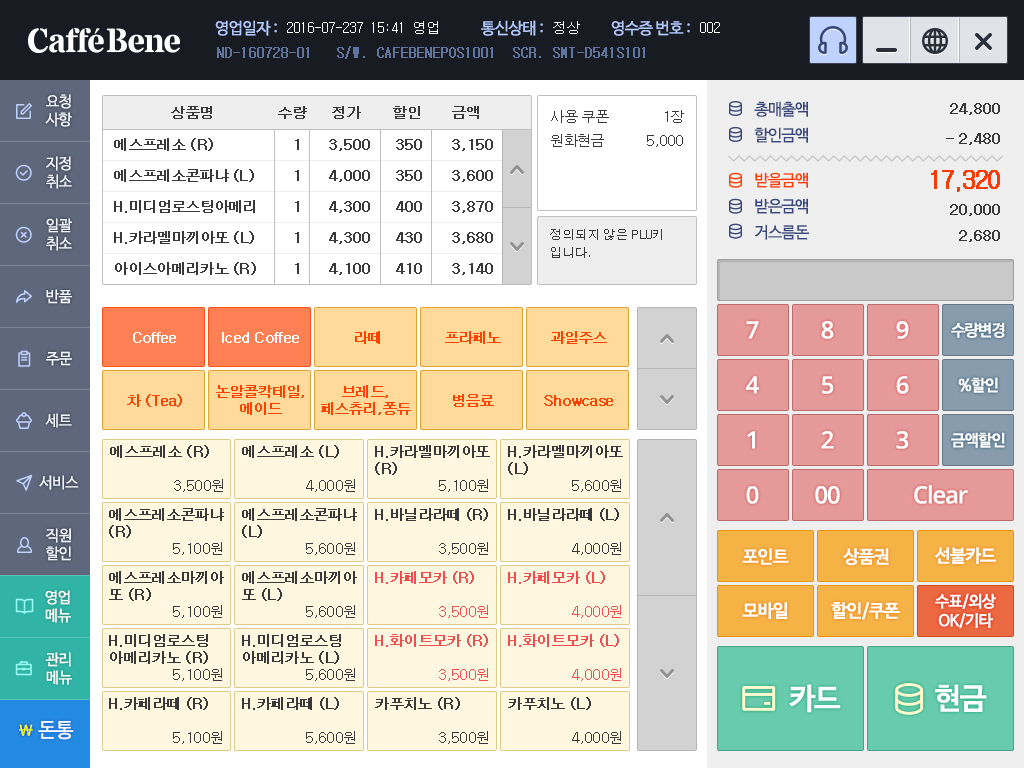 Caffé Bene
영업일자 : 2016-07-237 15:41 영업 통신상태 : 정상 영수증 번호 : 002
ND-160728-01 S/W. CAFEBENEPOS1001 SCR. SMT-D541S101
요청
사항
지정
취소
일괄
취소
반품
주문
세트
서비스
직원
할인
영업
메뉴
관리
메뉴
₩ 돈통
상품명 수량 정가 할인 금액
에스프레소 (R) 1 3,500 350 3,150
에스프레소콘파냐 (L) 1 4,000 350 3,600
H.미디엄로스팅아메리 1 4,300 400 3,870
H.카라멜마끼아또 (L) 1 4,300 430 3,680
아이스아메리카노 (R) 1 4,100 410 3,140
사용 쿠폰 1장
원화현금 5,000
정의되지 않은 PLU키
입니다.
Coffee
Iced Coffee
라떼
프라페노
과일주스
차 (Tea)
논알콜칵테일,
에이드
브레드,
페스츄리,퐁듀
병음료
Showcase
에스프레소 (R)
3,500원
에스프레소 (L)
4,000원
H.카라멜마끼아또
(R)
5,100원
H.카라멜마끼아또
(L)
5,600원
에스프레소콘파냐
(R)
5,100원
에스프레소콘파냐
(L)
5,600원
H.바닐라라떼 (R)
3,500원
H.바닐라라떼 (L)
4,000원
에스프레소마끼아
또 (R)
5,100원
에스프레소마끼아
또 (L)
5,600원
H.카페모카 (R)
3,500원
H.카페모카 (L)
4,000원
H.미디엄로스팅
아메리카노 (R)
5,100원
H.미디엄로스팅
아메리카노 (L)
5,600원
H.화이트모카 (R)
3,500원
H.화이트모카 (L)
4,000원
H.카페라떼 (R)
5,100원
H.카페라떼 (L)
5,600원
카푸치노 (R)
3,500원
카푸치노 (L)
4,000원
총매출액 24,800
할인금액 – 2,480
받을금액 17,320
받은금액 20,000
거스름돈 2,680
7 8 9 수량변경
4 5 6 %할인
1 2 3 금액할인
0 00 Clear
포인트 상품권 선불카드
모바일 할인/쿠폰
수표/외상
OK/기타
카드 현금